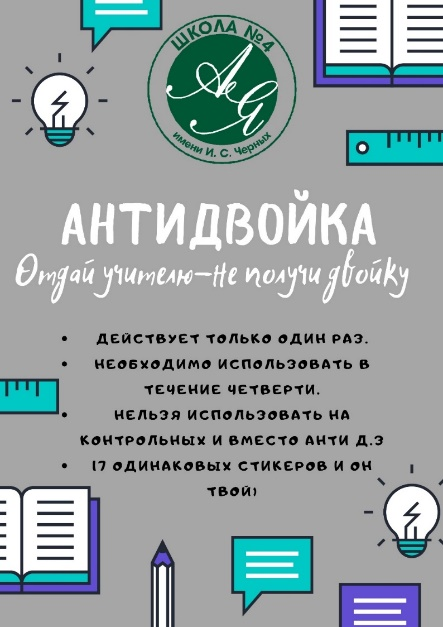 ШКОЛА №4
АЯ
имени И. С. Черных
АНТИДВОЙКА
Отдай учителю–Не получи двойку
• ДЕЙСТВУЕТ ТОЛЬКО ОДИН РАЗ.
• НЕОБХОДИМО ИСПОЛЬЗОВАТЬ В
ТЕЧЕНИЕ ЧЕТВЕРТИ.
• НЕЛЬЗЯ ИСПОЛЬЗОВАТЬ НА
КОНТРОЛЬНЫХ И ВМЕСТО АНТИ Д.З
• (7 ОДИНАКОВЫХ СТИКЕРОВ И ОН
ТВОЙ)